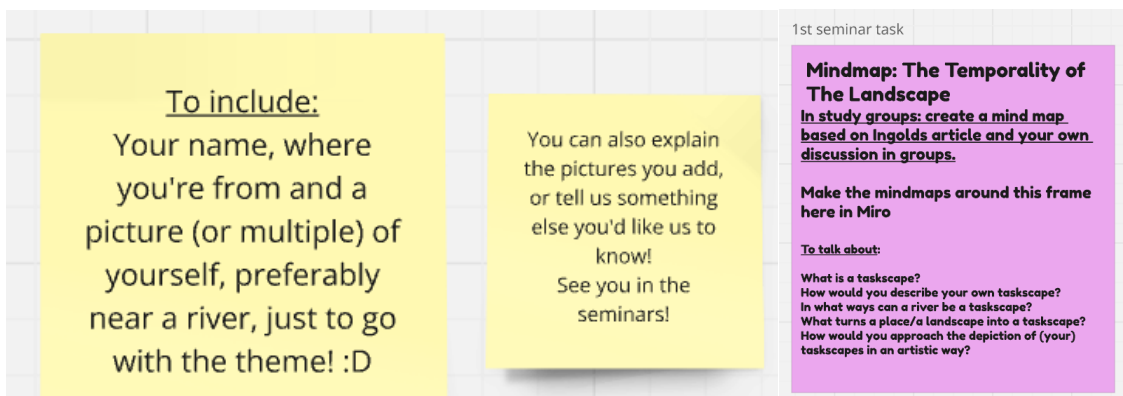 To include:
Your name, where
you're from and a
picture (or multiple) of
yourself, preferably
near a river, just to go
with the theme! :D
You can also explain
the pictures you add,
or tell us something
else you'd like us to
know!
See you in the
seminars!
1st seminar task
Mindmap: The Temporality of
The Landscape
In study groups: create a mind map
based on Ingolds article and your own
discussion in groups.
Make the mindmaps around this frame
here in Miro
To talk about:
What is a taskscape?
How would you describe your own taskscape?
In what ways can a river be a taskscape?
What turns a place/a landscape into a taskscape?
How would you approach the depiction of (your)
taskscapes in an artistic way?